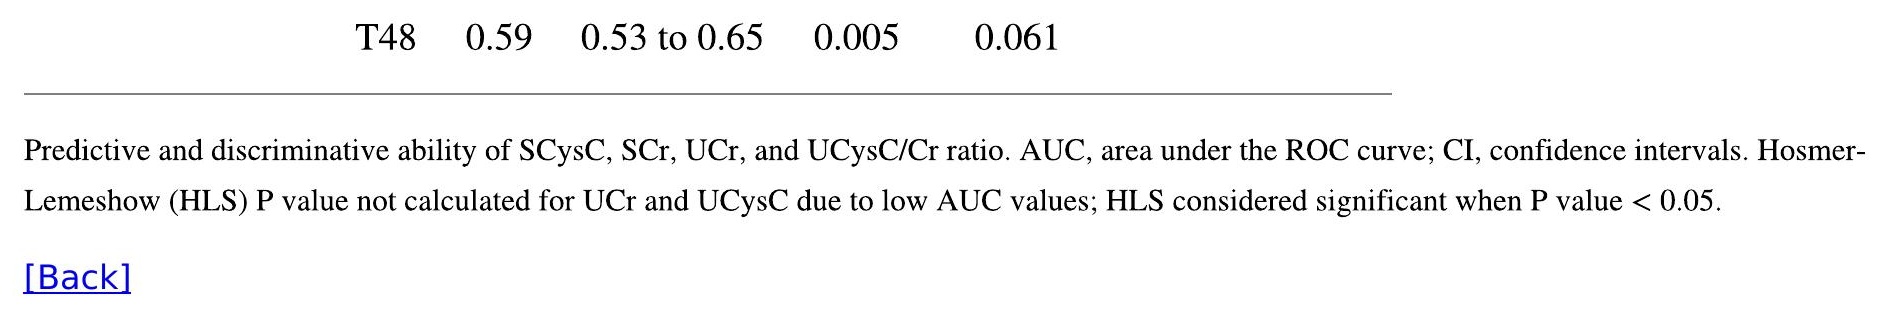 T48 0.59 0.53 to 0.65 0.005 0.061
Predictive and discriminative ability of SCysC, SCr, UCr, and UCysC/Cr ratio. AUC, area under the ROC curve; CI, confidence intervals. Hosmer-
Lemeshow (HLS) P value not calculated for UCr and UCysC due to low AUC values; HLS considered significant when P value < 0.05.
[Back]